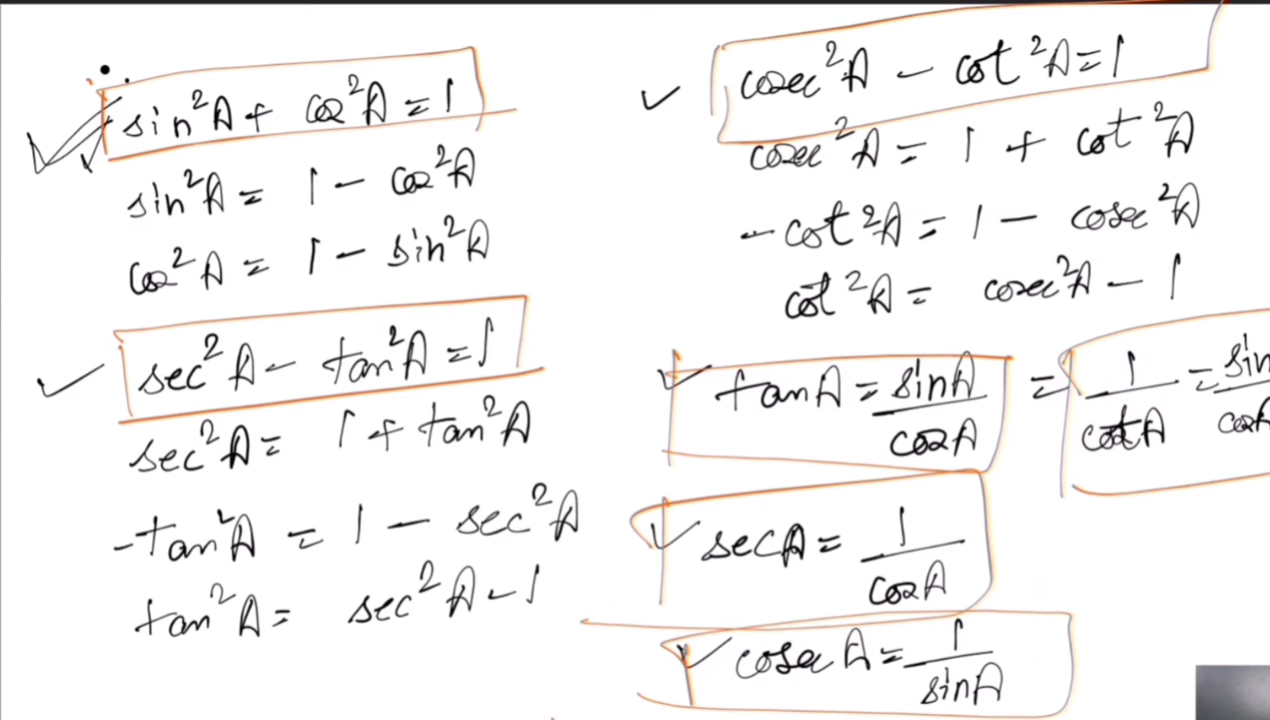 sin²A + cos²A = 1
sin²A = 1 - cos²A
cos²A = 1 - sin²A
sec²A - tan²A = 1
sec²A = 1 + tan²A
-tan²A = 1 - sec²A
tan²A = sec²A - 1
cosec²A - cot²A = 1
cosec²A = 1 + cot²A
-cot²A = 1 - cosec²A
cot²A = cosec²A - 1
tanA = sinA/cosA = 1/cotA = sin
secA = 1/cosA
cosecA = 1/sinA